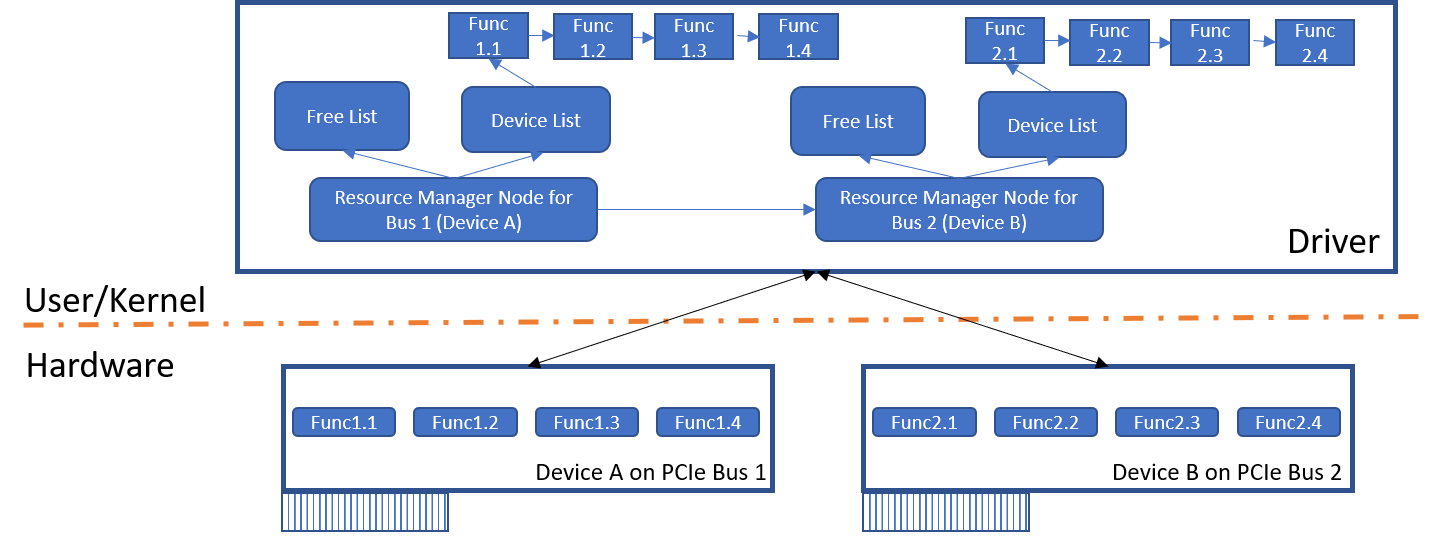 Func
1.1
Func
1.2
Func
1.3
Func
1.4
Func
2.1
Func
2.2
Func
2.3
Func
2.4
Free List
Device List
Free List
Device List
Resource Manager Node for
Bus 1 (Device A)
Resource Manager Node for
Bus 2 (Device B)
Driver
User/Kernel
Hardware
Func1.1
Func1.2
Func1.3
Func1.4
Device A on PCIe Bus 1
Func2.1
Func2.2
Func2.3
Func2.4
Device B on PCIe Bus 2